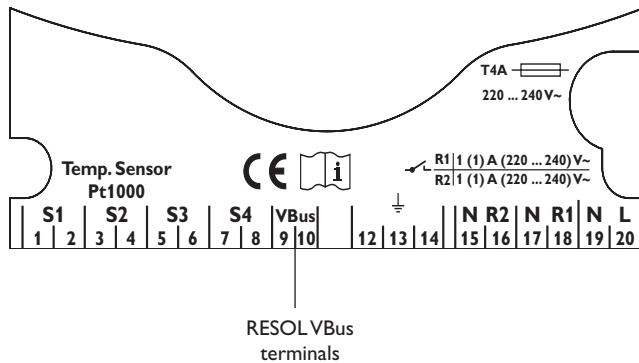 T4A
220 ... 240 V~
Temp. Sensor
Pt1000
CE
i
R1 1 (1) A (220 ... 240) V~
R2 1 (1) A (220 ... 240) V~
S1 S2 S3 S4 VBus N R2 N R1 N L
1 2 3 4 5 6 7 8 9 10 12 13 14 15 16 17 18 19 20
RESOL VBus
terminals